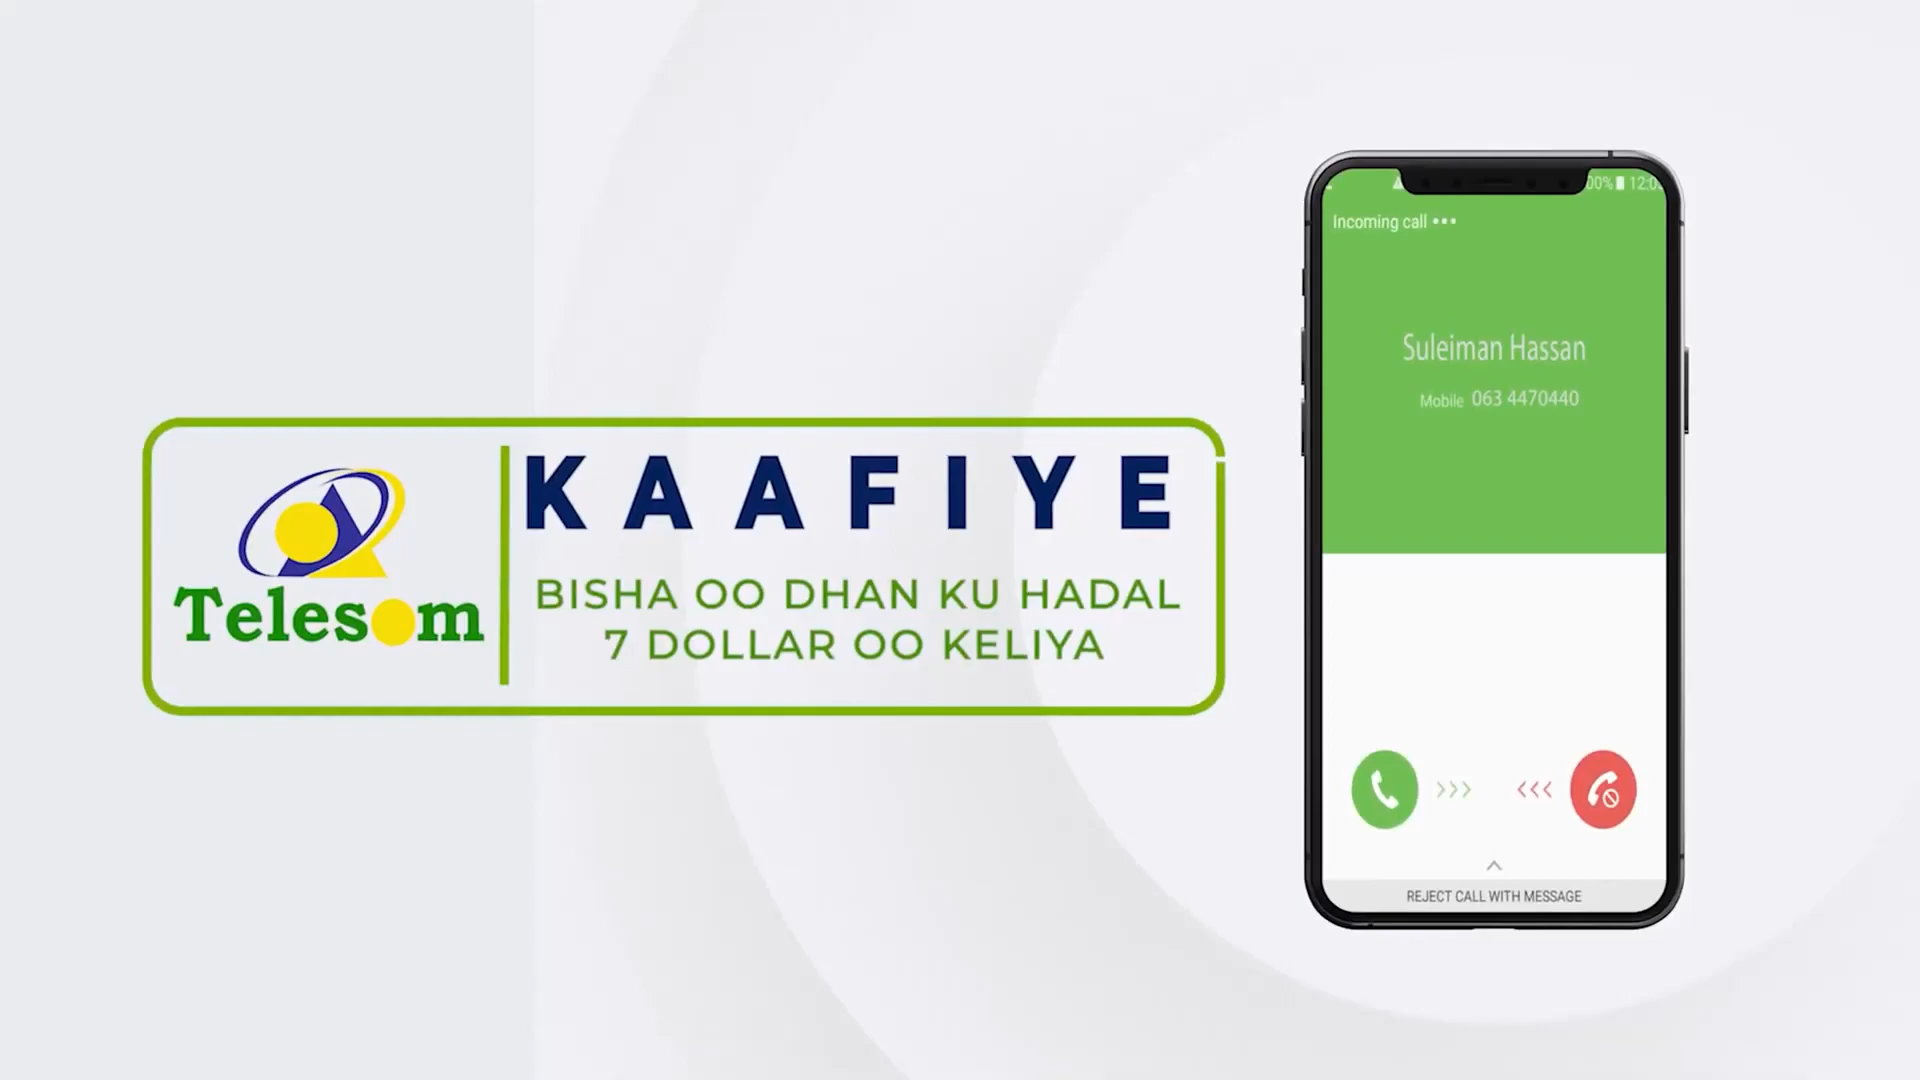 Telesom
KAAFIYE
BISHA OO DHAN KU HADAL
7 DOLLAR OO KELIYA
Incoming call •••
Suleiman Hassan
Mobile 063 4470440
REJECT CALL WITH MESSAGE